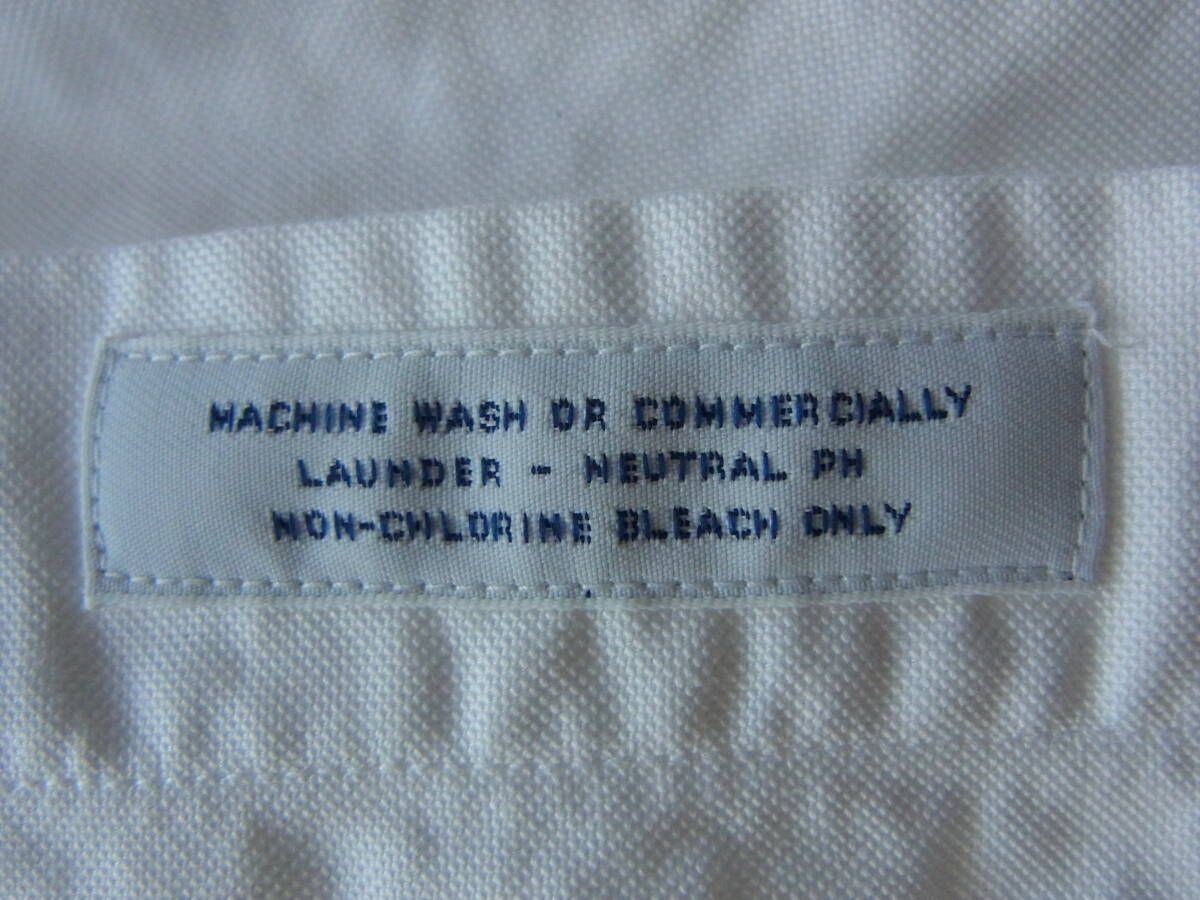 MACHINE WASH OR COMMERCIALLY
LAUNDER - NEUTRAL PH
NON-CHLORINE BLEACH ONLY